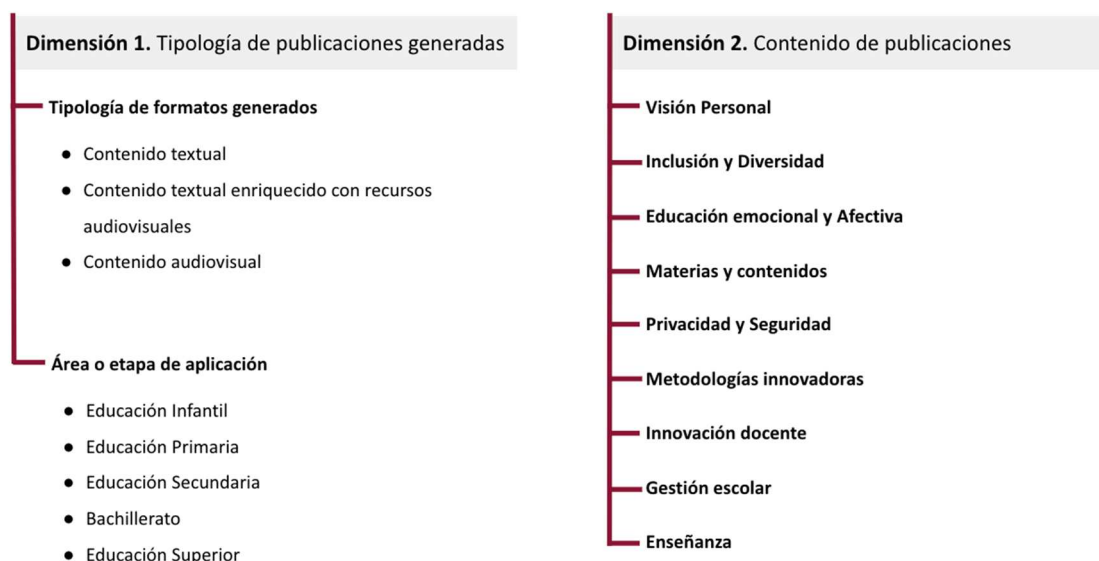 Dimensión 1. Tipología de publicaciones generadas
Tipología de formatos generados
● Contenido textual
● Contenido textual enriquecido con recursos
audiovisuales
● Contenido audiovisual
Área o etapa de aplicación
● Educación Infantil
● Educación Primaria
● Educación Secundaria
● Bachillerato
● Educación Superior
Dimensión 2. Contenido de publicaciones
Visión Personal
Inclusión y Diversidad
Educación emocional y Afectiva
Materias y contenidos
Privacidad y Seguridad
Metodologías innovadoras
Innovación docente
Gestión escolar
Enseñanza